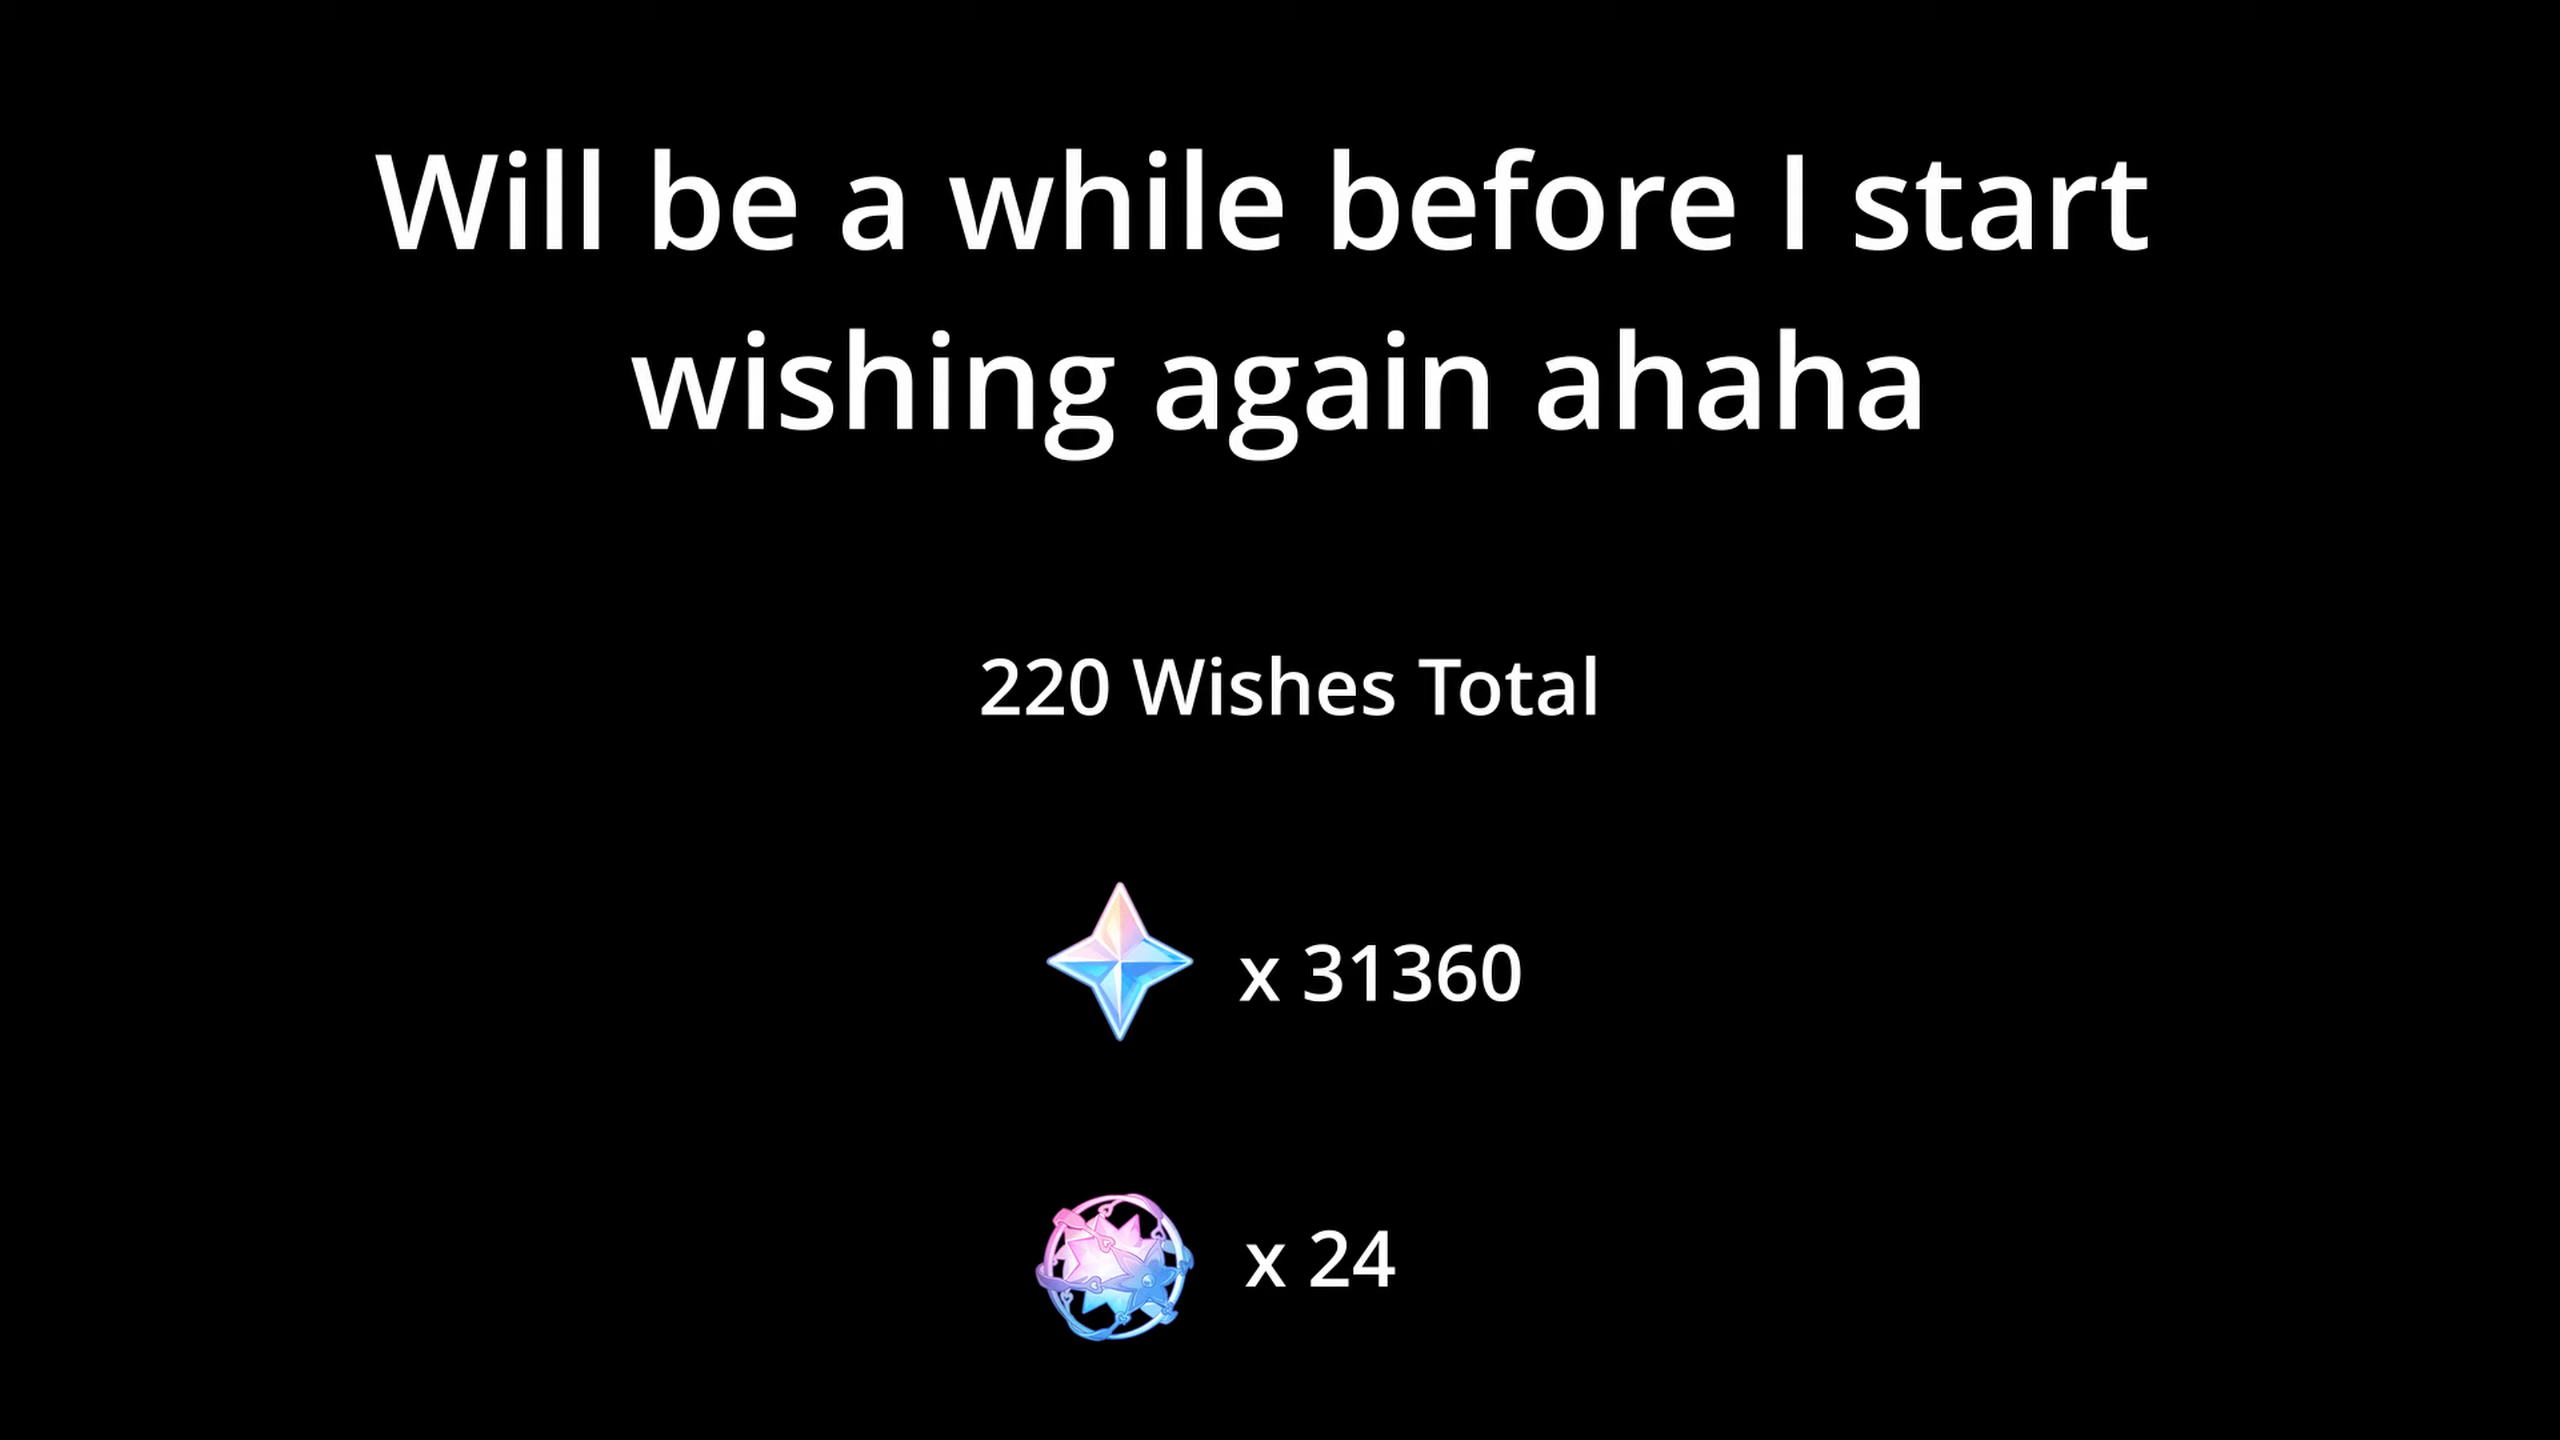 Will be a while before I start
wishing again ahaha
220 Wishes Total
x 31360
x 24